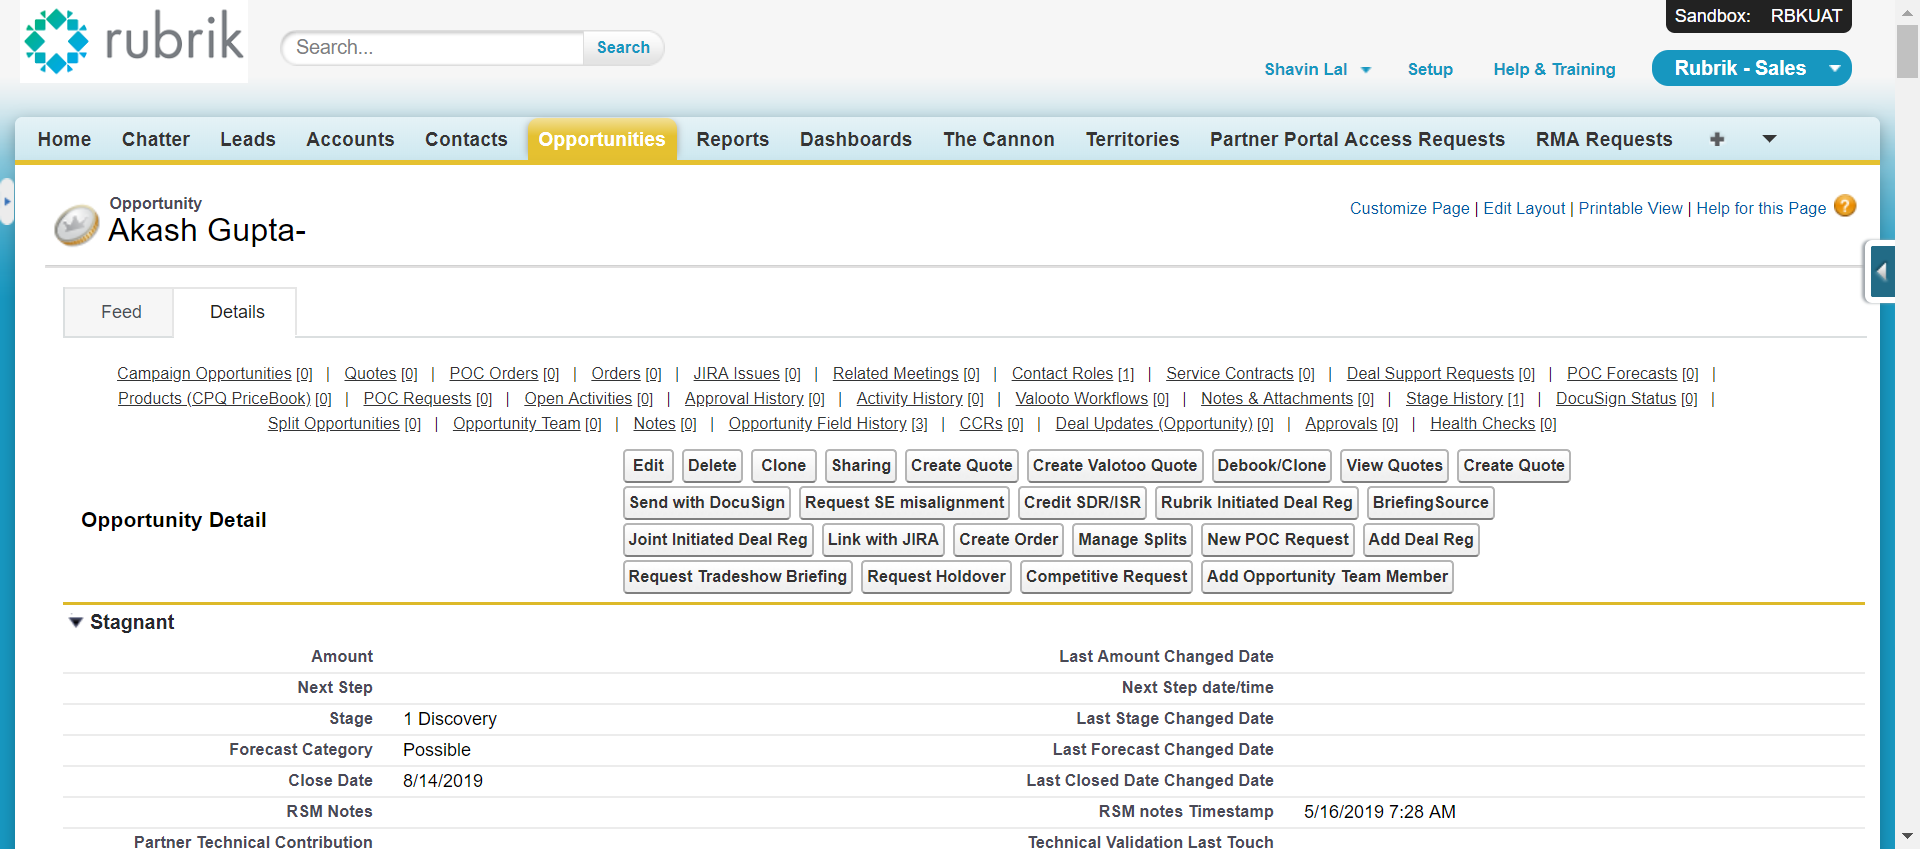 Sandbox: RBKUAT
rubrik
Search...
Search
Shavin Lal
Setup
Help & Training
Rubrik - Sales
Home Chatter Leads Accounts Contacts Opportunities Reports Dashboards The Cannon Territories Partner Portal Access Requests RMA Requests +
Opportunity
Akash Gupta-
Customize Page | Edit Layout | Printable View | Help for this Page ?
Feed
Details
Campaign Opportunities [0] | Quotes [0] | POC Orders [0] | Orders [0] | JIRA Issues [0] | Related Meetings [0] | Contact Roles [1] | Service Contracts [0] | Deal Support Requests [0] | POC Forecasts [0] |
Products (CPQ PriceBook) [0] | POC Requests [0] | Open Activities [0] | Approval History [0] | Activity History [0] | Valooto Workflows [0] | Notes & Attachments [0] | Stage History [1] | DocuSign Status [0] |
Split Opportunities [0] | Opportunity Team [0] | Notes [0] | Opportunity Field History [3] | CCRs [0] | Deal Updates (Opportunity) [0] | Approvals [0] | Health Checks [0]
Opportunity Detail
Edit Delete Clone Sharing Create Quote Create Valotoo Quote Debook/Clone View Quotes Create Quote
Send with DocuSign Request SE misalignment Credit SDR/ISR Rubrik Initiated Deal Reg BriefingSource
Joint Initiated Deal Reg Link with JIRA Create Order Manage Splits New POC Request Add Deal Reg
Request Tradeshow Briefing Request Holdover Competitive Request Add Opportunity Team Member
Stagnant
Amount Last Amount Changed Date
Next Step Next Step date/time
Stage 1 Discovery Last Stage Changed Date
Forecast Category Possible Last Forecast Changed Date
Close Date 8/14/2019 Last Closed Date Changed Date
RSM Notes RSM notes Timestamp 5/16/2019 7:28 AM
Partner Technical Contribution Technical Validation Last Touch